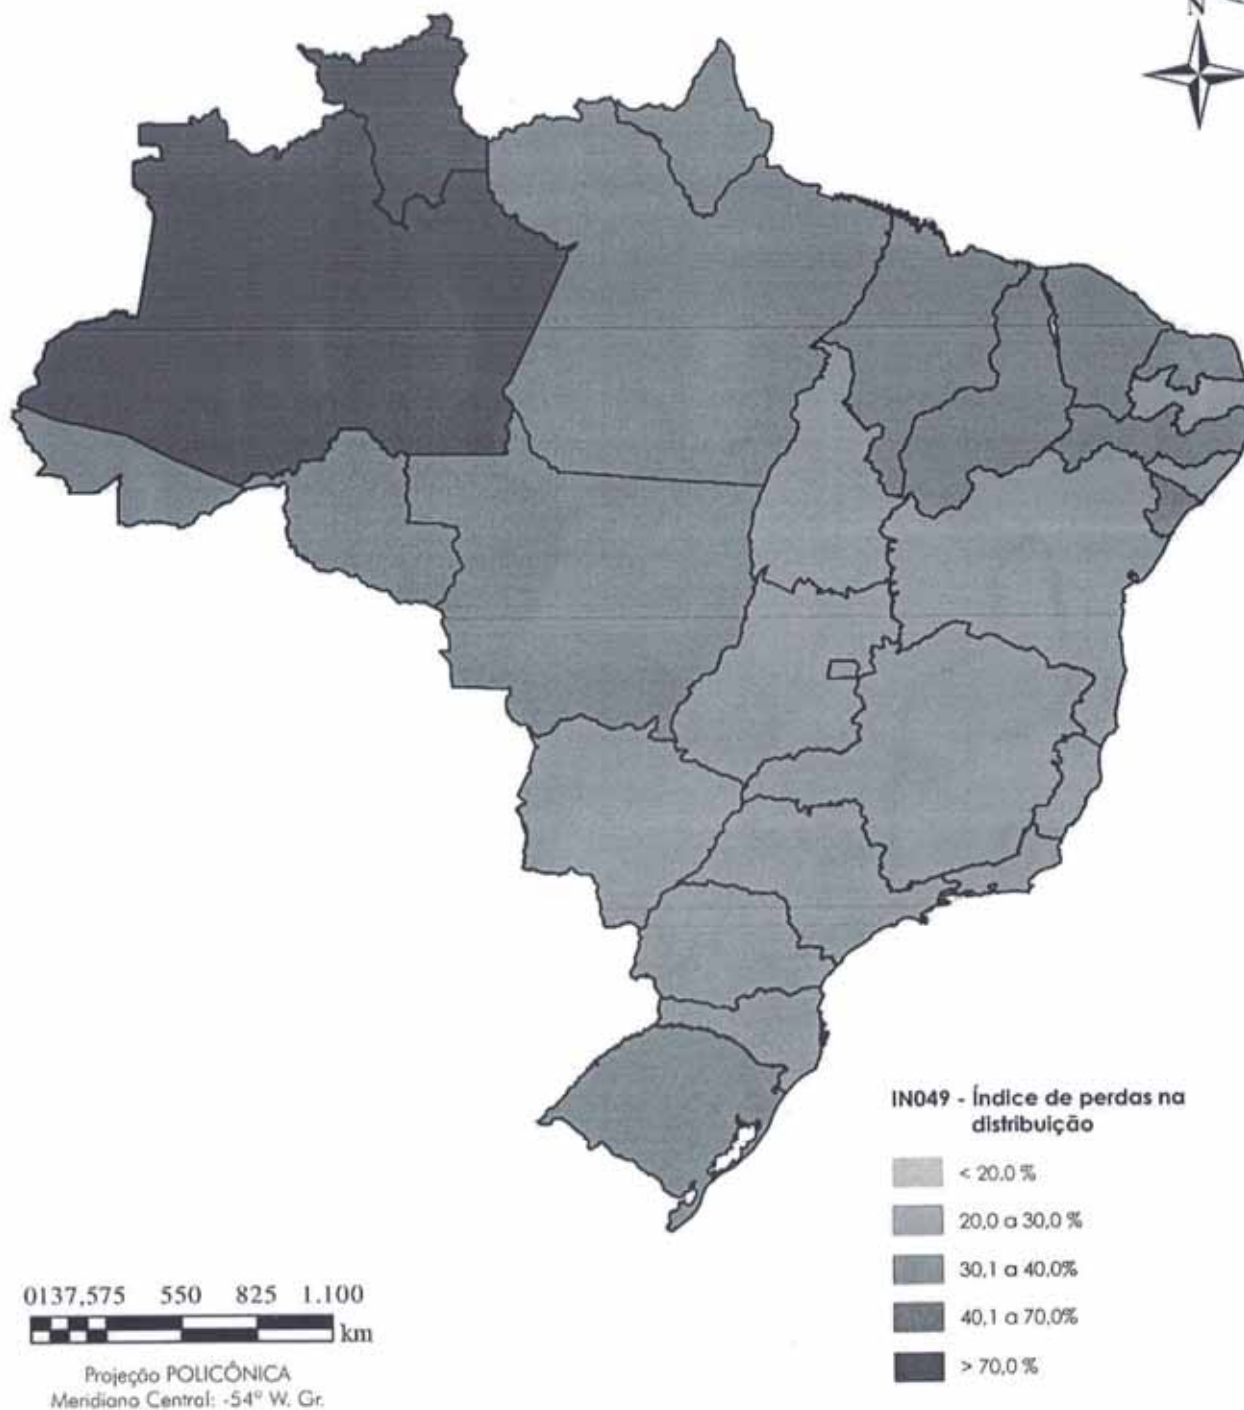 N
IN049 - Índice de perdas na
distribuição
< 20.0 %
20,0 a 30,0 %
30,1 a 40,0%
40,1 a 70,0%
> 70,0 %
0137,575 550 825 1.100
km
Projeção POLICÔNICA
Meridiano Central: -54º W. Gr.